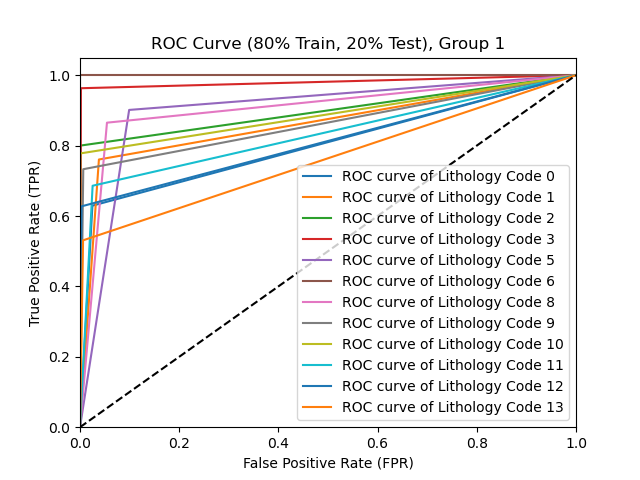 ROC Curve (80% Train, 20% Test), Group 1
True Positive Rate (TPR)
1.0
0.8
0.6
0.4
0.2
0.0
ROC curve of Lithology Code 0
ROC curve of Lithology Code 1
ROC curve of Lithology Code 2
ROC curve of Lithology Code 3
ROC curve of Lithology Code 5
ROC curve of Lithology Code 6
ROC curve of Lithology Code 8
ROC curve of Lithology Code 9
ROC curve of Lithology Code 10
ROC curve of Lithology Code 11
ROC curve of Lithology Code 12
ROC curve of Lithology Code 13
0.0 0.2 0.4 0.6 0.8 1.0
False Positive Rate (FPR)